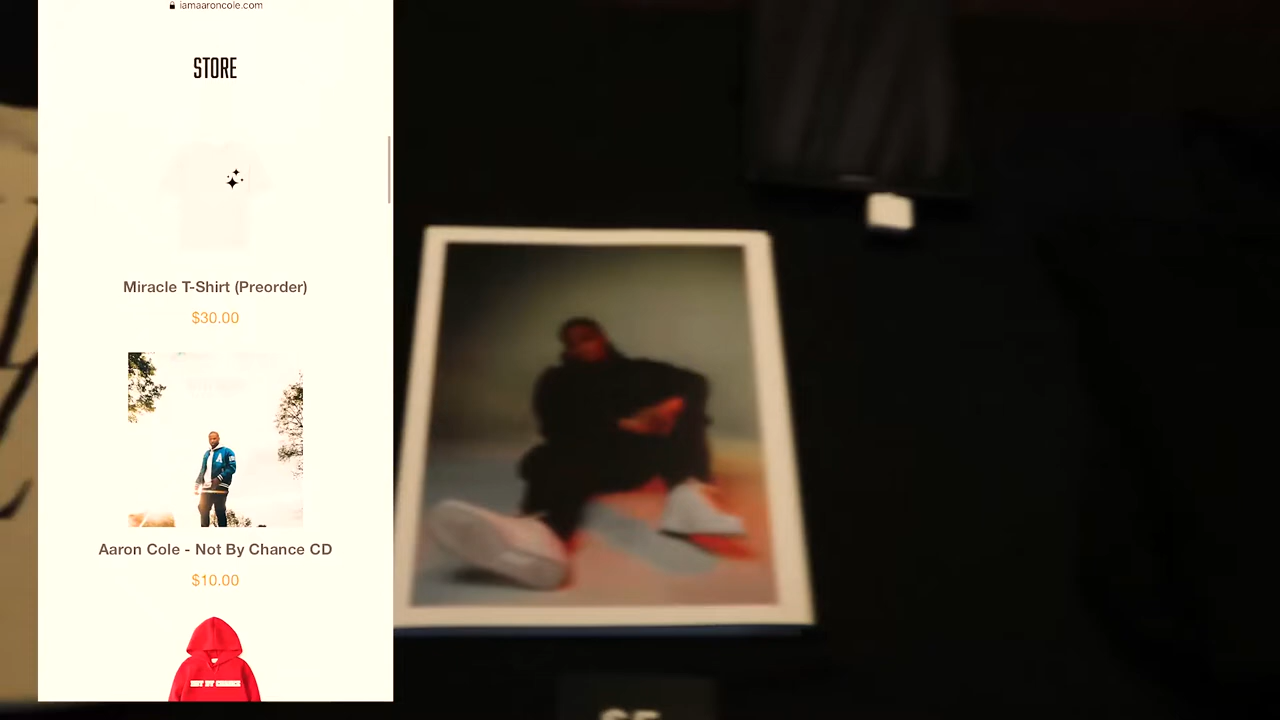 iamaaroncole.com
STORE
Miracle T-Shirt (Preorder)
$30.00
Aaron Cole - Not By Chance CD
$10.00
NOT BY CHANCE